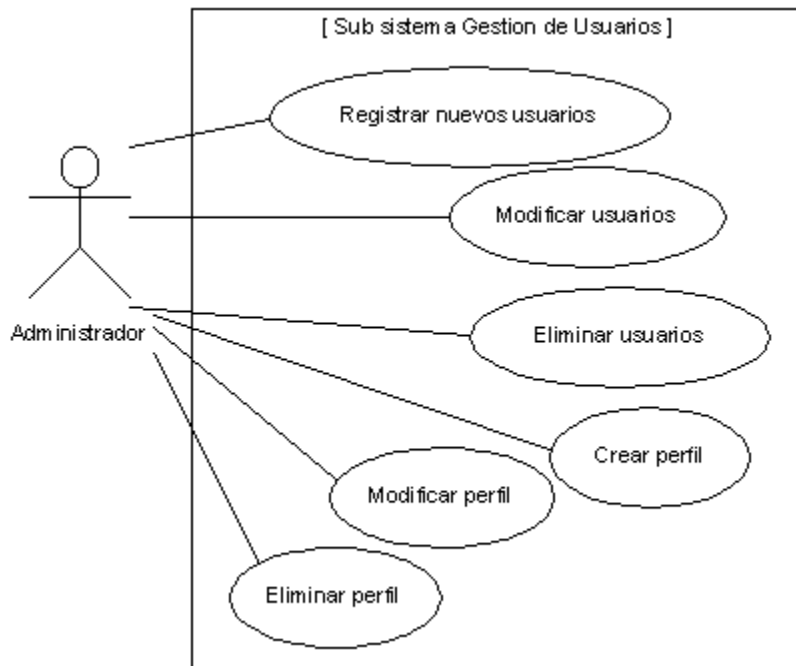 [ Sub sistema Gestion de Usuarios ]
Registrar nuevos usuarios
Modificar usuarios
Administrador
Eliminar usuarios
Crear perfil
Modificar perfil
Eliminar perfil